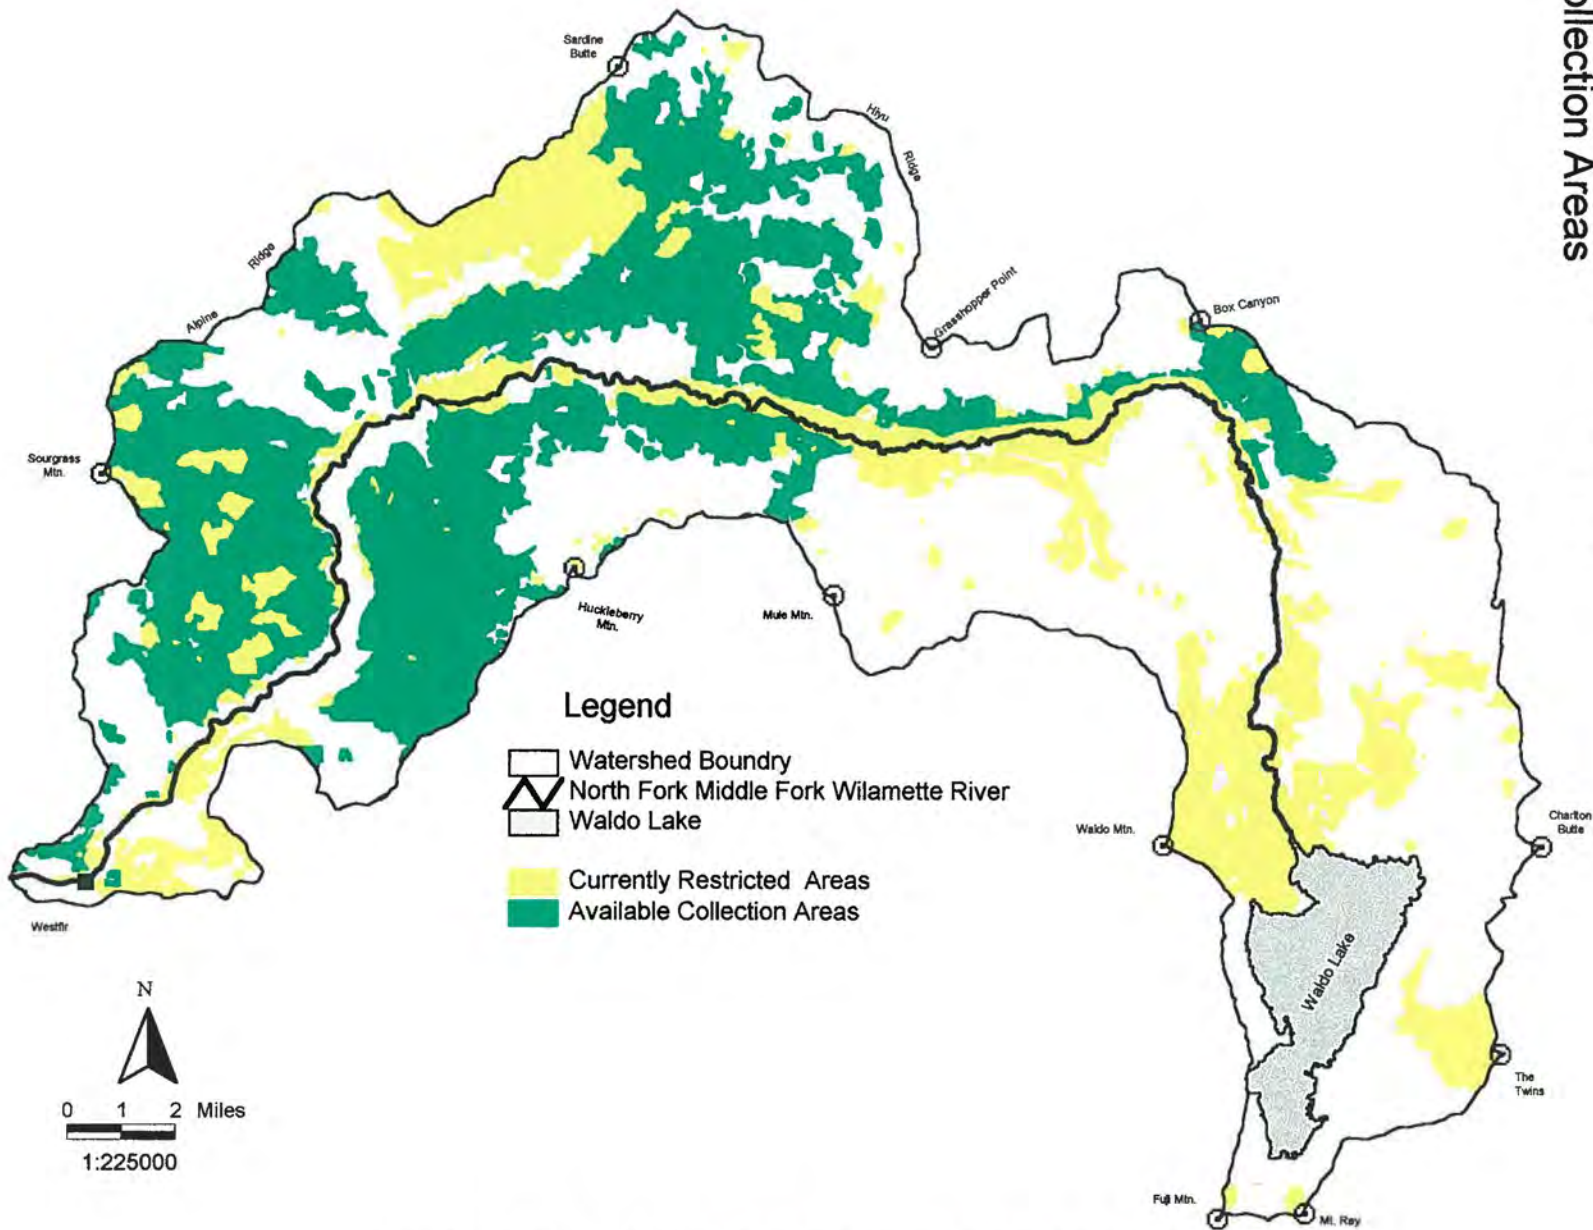 ollection Areas
Sardine
Butte
Hiyu
Ridge
Ridge
Alpine
Grasshopper Point
Box Canyon
Sourgrass
Mtn.
Huckleberry
Mtn.
Mule Mtn.
Legend
Watershed Boundry
North Fork Middle Fork Wilamette River
Waldo Lake
Currently Restricted Areas
Available Collection Areas
Waldo Mtn.
Charlton
Butte
Westfir
Waldo Lake
N
0 1 2 Miles
1:225000
The
Twins
Fuji Mtn.
Mt. Ray